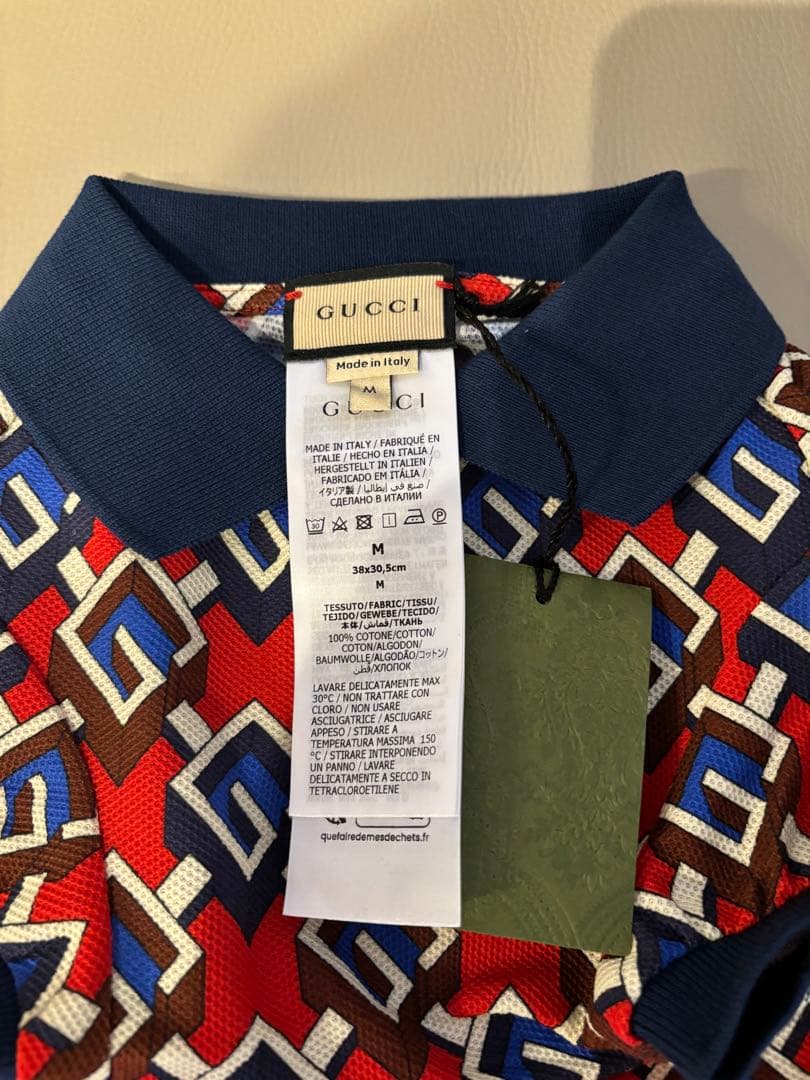 GUCCI
Made in Italy
M
GUCCI
MADE IN ITALY / FABRIQUÉ EN
ITALIE / HECHO EN ITALIA /
HERGESTELLT IN ITALIEN /
FABRICADO EM ITÁLIA /
イタリア製 / صنع في إيطاليا /
СДЕЛАНО В ИТАЛИИ
30 P
M
38x30,5cm
M
TESSUTO/FABRIC/TISSU/
TEJIDO/GEWEBE/TECIDO/
本体/قماش/ТКАНЬ
100% COTONE/COTTON/
COTON/ALGODON/
BAUMWOLLE/ALGODÃO/コットン/
قطن/ХЛОПОК
LAVARE DELICATAMENTE MAX
30°C / NON TRATTARE CON
CLORO / NON USARE
ASCIUGATRICE / ASCIUGARE
APPESO / STIRARE A
TEMPERATURA MASSIMA 150
°C / STIRARE INTERPONENDO
UN PANNO / LAVARE
DELICATAMENTE A SECCO IN
TETRACLOROETILENE
quefairedemesdechets.fr